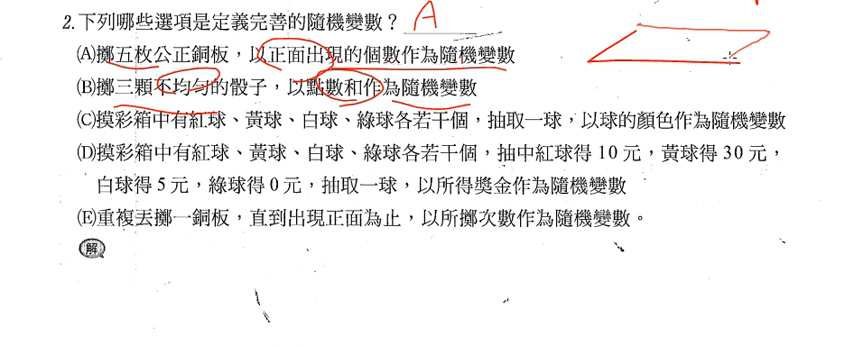 2.下列哪些選項是定義完善的隨機變數？ A
(A)擲五枚公正銅板，以正面出現的個數作為隨機變數
(B)擲三顆不均勻的骰子，以點數和作為隨機變數
(C)摸彩箱中有紅球、黃球、白球、綠球各若干個，抽取一球，以球的顏色作為隨機變數
(D)摸彩箱中有紅球、黃球、白球、綠球各若干個，抽中紅球得 10 元，黃球得 30 元，
白球得 5 元，綠球得 0 元，抽取一球，以所得獎金作為隨機變數
(E)重複丟擲一銅板，直到出現正面為止，以所擲次數作為隨機變數。
解